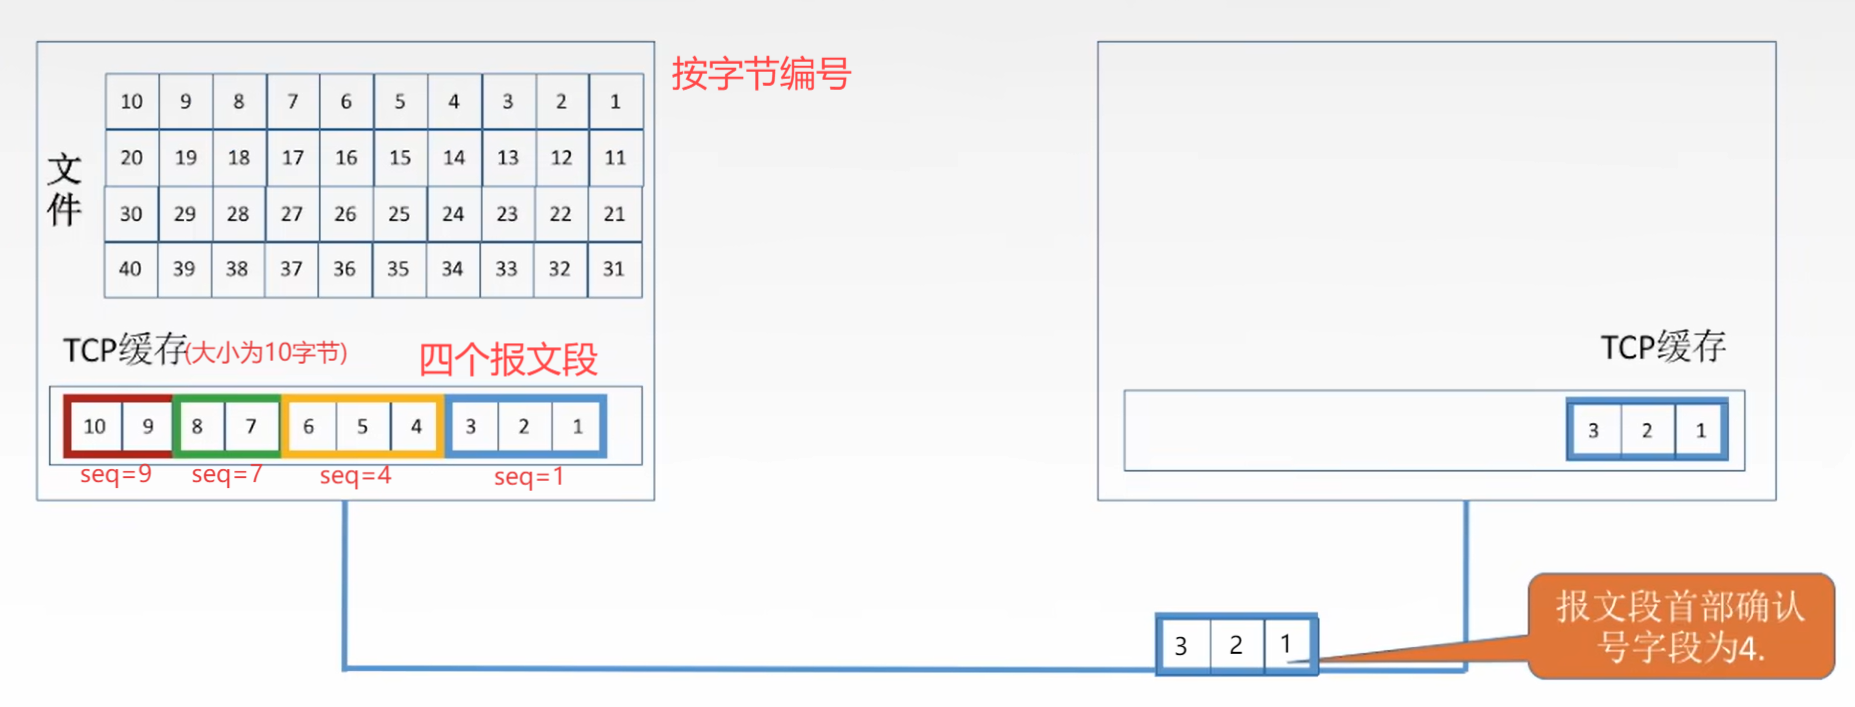 按字节编号
10 9 8 7 6 5 4 3 2 1
20 19 18 17 16 15 14 13 12 11
30 29 28 27 26 25 24 23 22 21
40 39 38 37 36 35 34 33 32 31
文件
TCP缓存(大小为10字节)
四个报文段
10 9 8 7 6 5 4 3 2 1
seq=9 seq=7 seq=4 seq=1
TCP缓存
3 2 1
3 2 1
报文段首部确认
号字段为4.